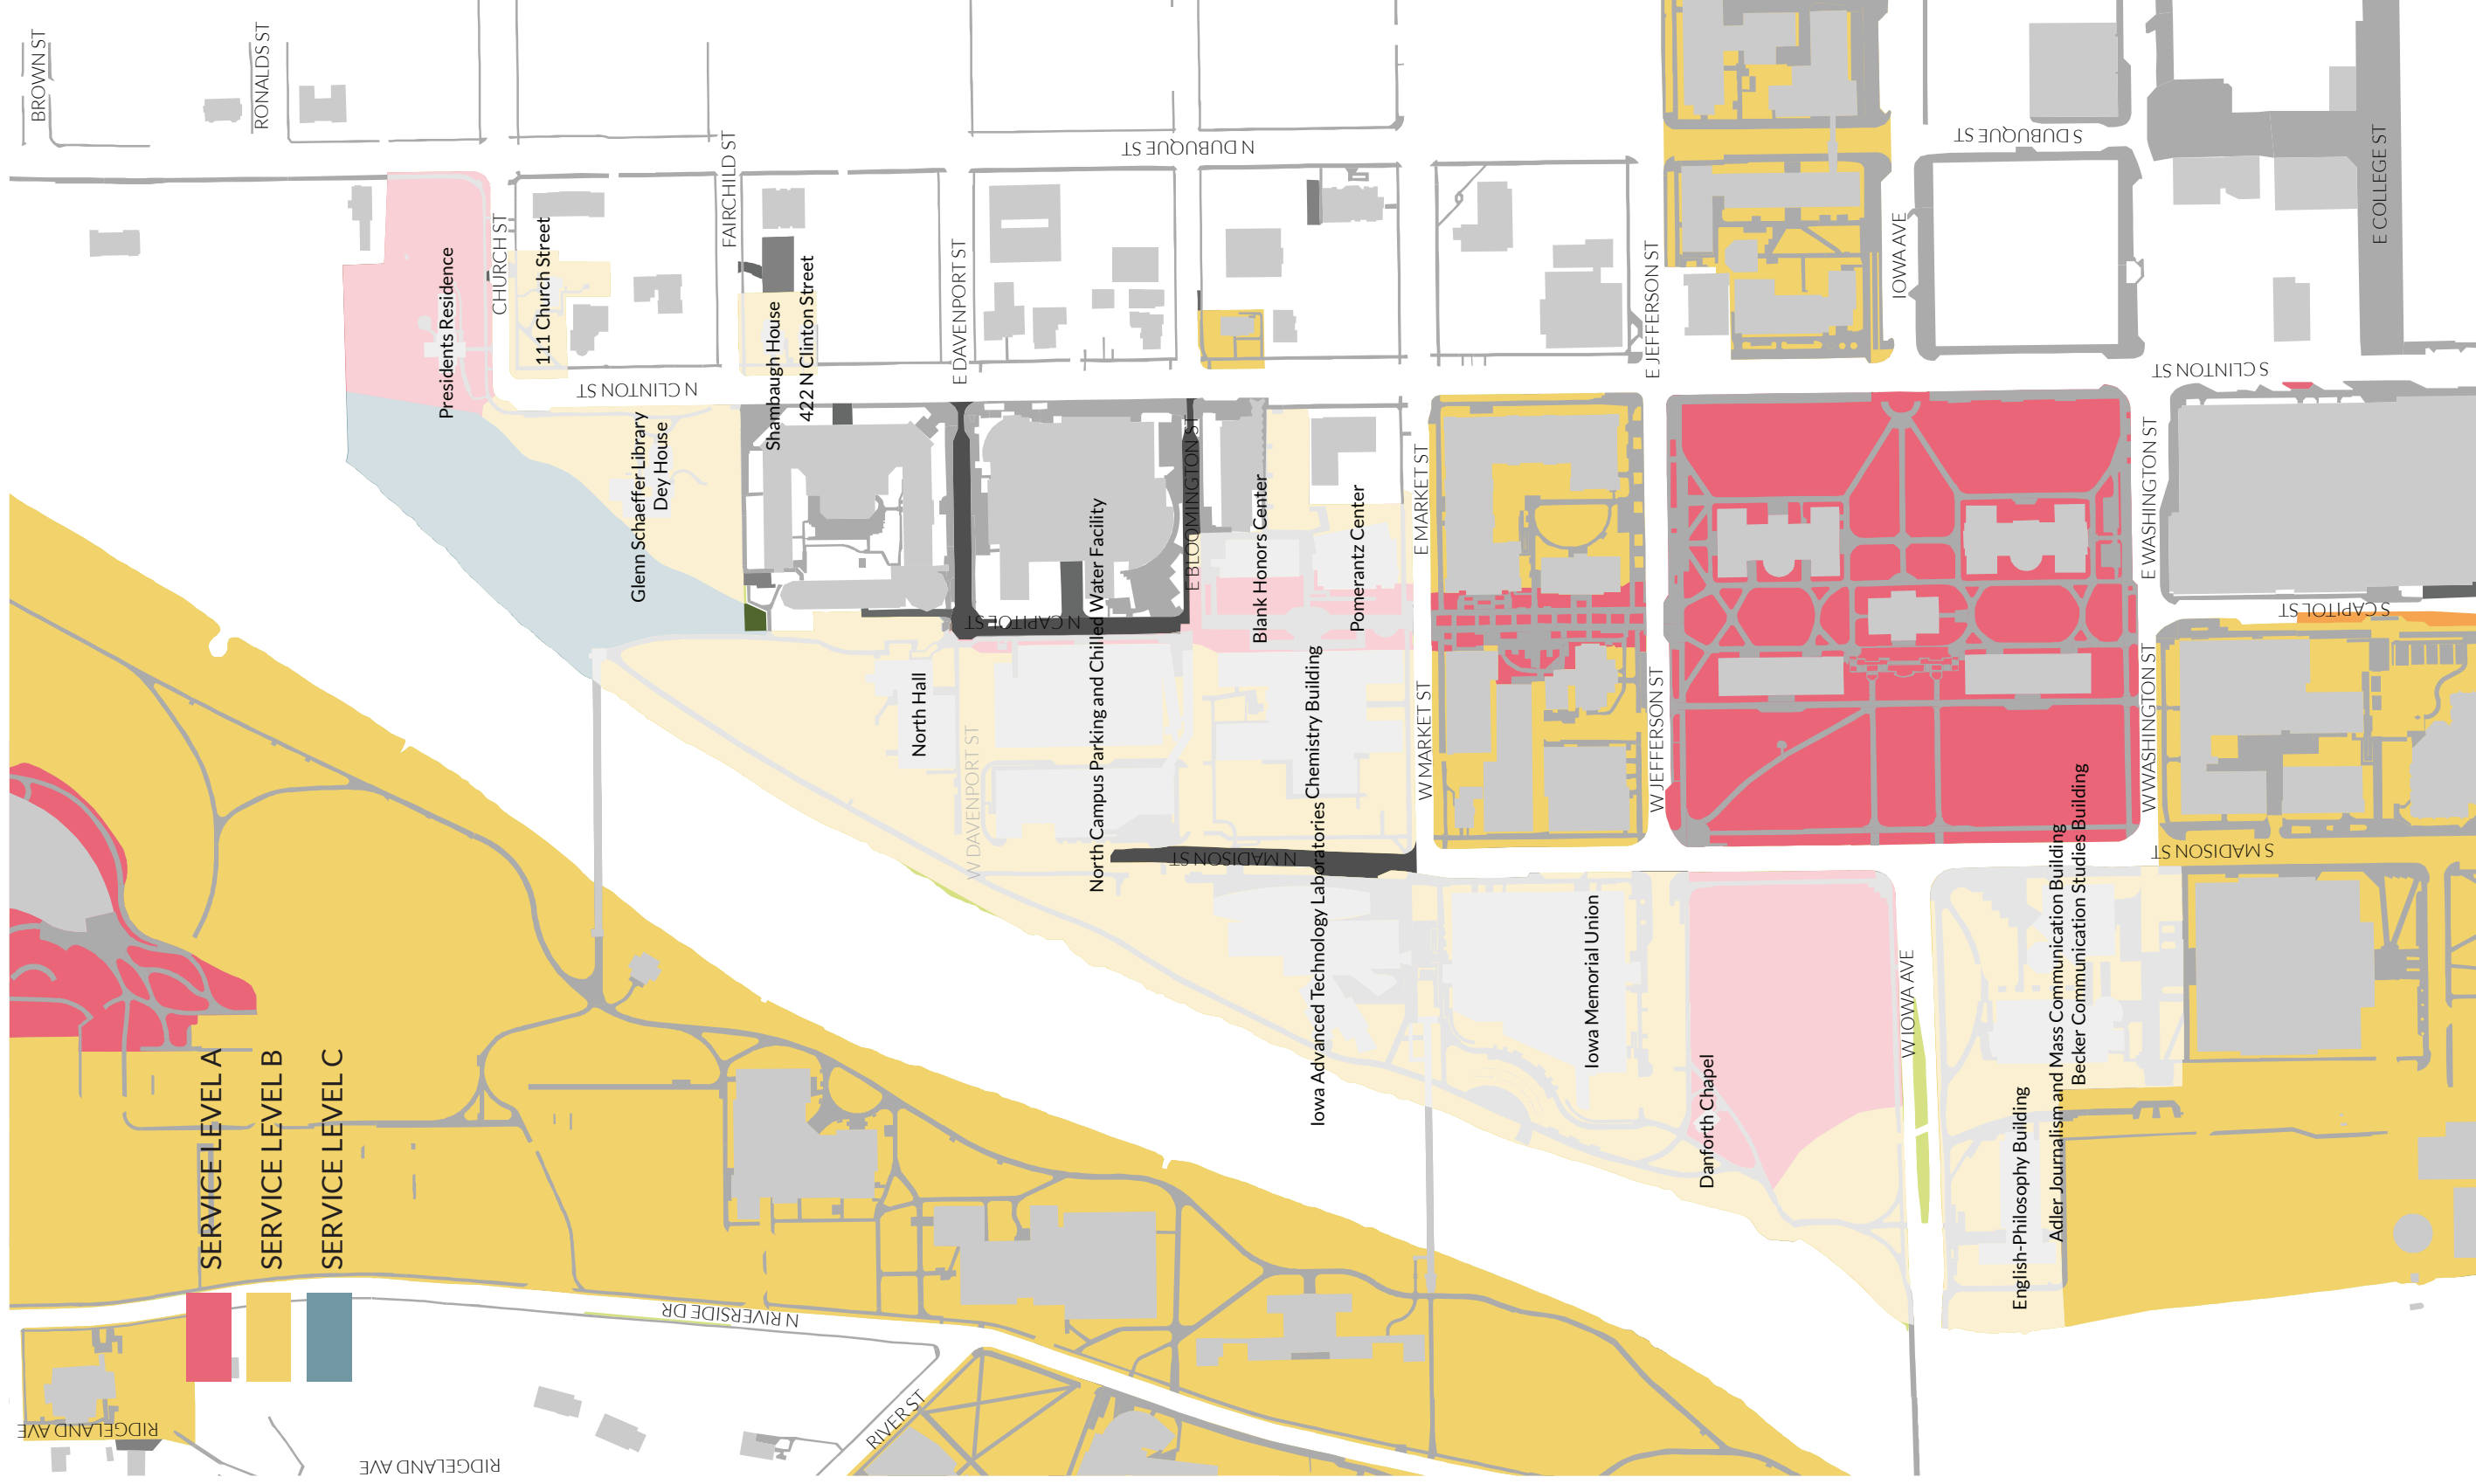 BROWN ST
RONALDS ST
CHURCH ST
FAIRCHILD ST
E DAVENPORT ST
N DUBUQUE ST
S DUBUQUE ST
E JEFFERSON ST
IOWA AVE
E COLLEGE ST
Presidents Residence
111 Church Street
N CLINTON ST
S CLINTON ST
Shambaugh House
422 N Clinton Street
Glenn Schaeffer Library
Dey House
E BLOOMINGTON ST
E MARKET ST
E WASHINGTON ST
Blank Honors Center
Pomerantz Center
N CAPITOL ST
S CAPITOL ST
North Hall
W DAVENPORT ST
North Campus Parking and Chilled Water Facility
Chemistry Building
Iowa Advanced Technology Laboratories
W MARKET ST
W JEFFERSON ST
W WASHINGTON ST
N MADISON ST
S MADISON ST
Iowa Memorial Union
Danforth Chapel
W IOWA AVE
English-Philosophy Building
Adler Journalism and Mass Communication Building
Becker Communication Studies Building
SERVICE LEVEL A
SERVICE LEVEL B
SERVICE LEVEL C
N RIVERSIDE DR
RIVER ST
RIDGELAND AVE
RIDGELAND AVE